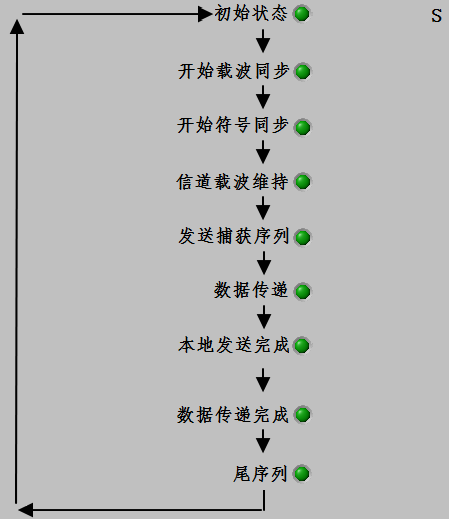 初始状态
S
开始载波同步
开始符号同步
信道载波维持
发送捕获序列
数据传递
本地发送完成
数据传递完成
尾序列